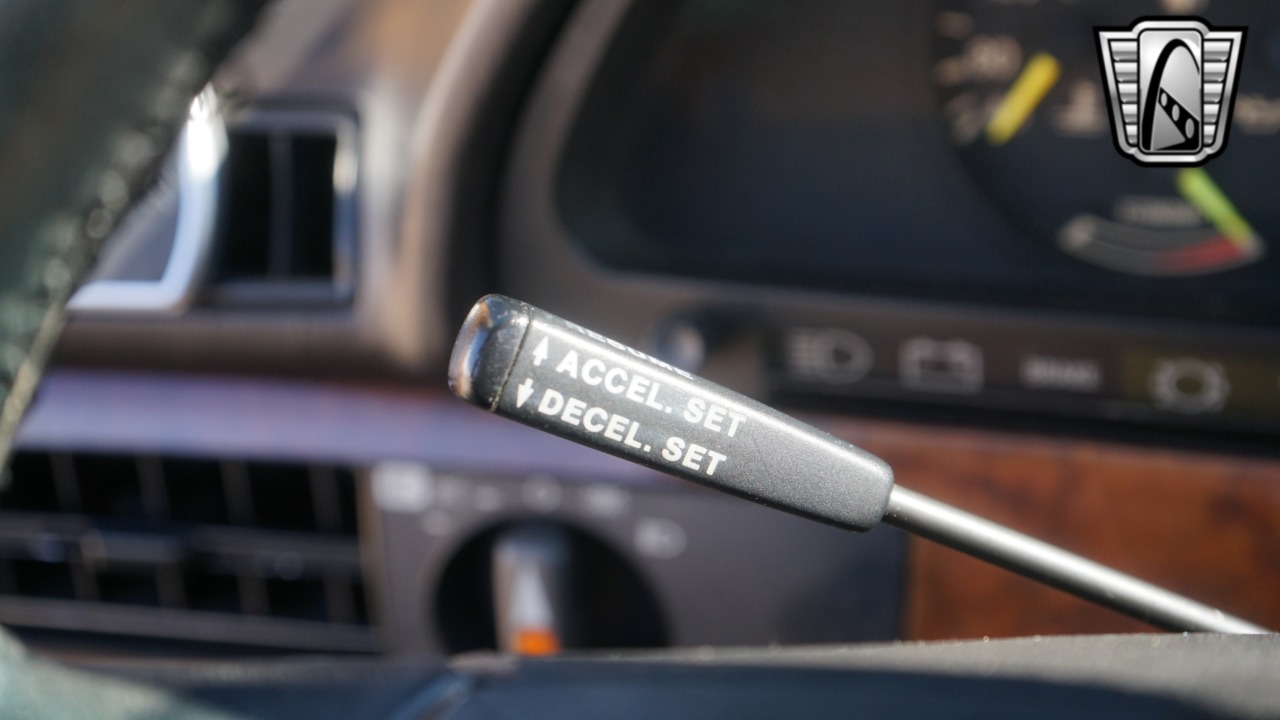 ↑ ACCEL. SET
↓ DECEL. SET